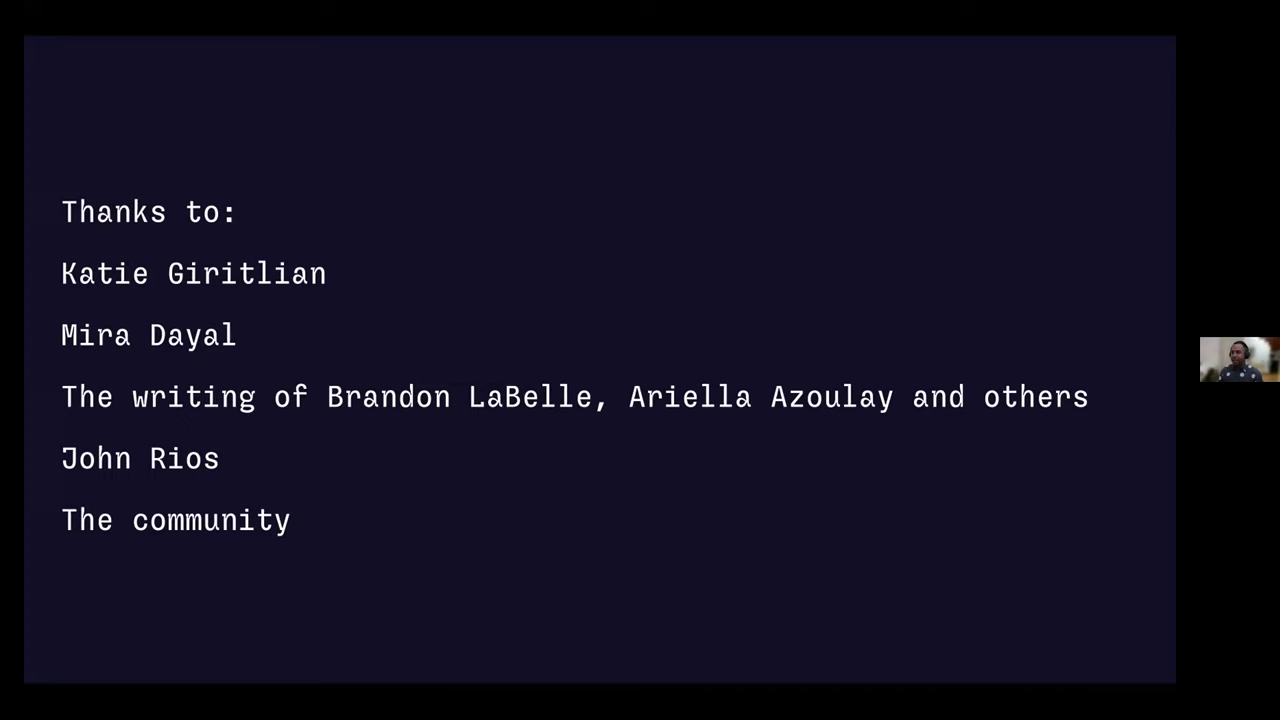 Thanks to:
Katie Giritlian
Mira Dayal
The writing of Brandon LaBelle, Ariella Azoulay and others
John Rios
The community